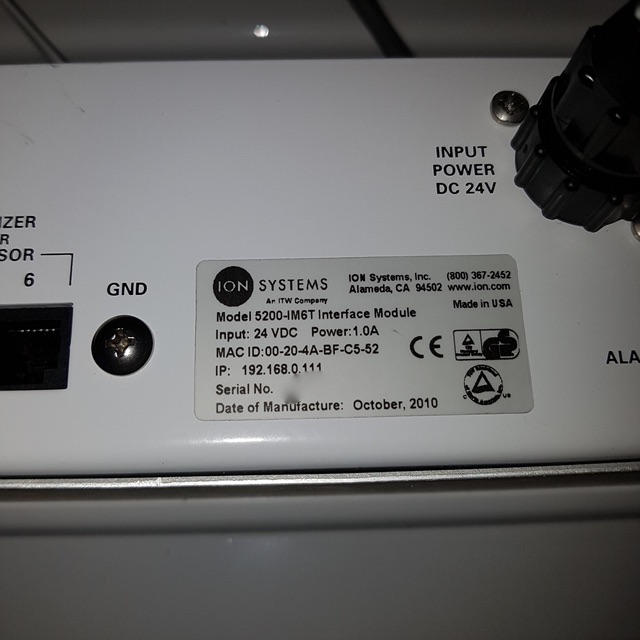 INPUT
POWER
DC 24V
IZER
R
SOR
6
GND
ION SYSTEMS
An ITW Company
ION Systems, Inc. (800) 367-2452
Alameda, CA 94502 www.ion.com
Made in USA
Model 5200-IM6T Interface Module
Input: 24 VDC Power:1.0A
MAC ID:00-20-4A-BF-C5-52
IP: 192.168.0.111
Serial No.
Date of Manufacture: October, 2010
CE
C US
ALA